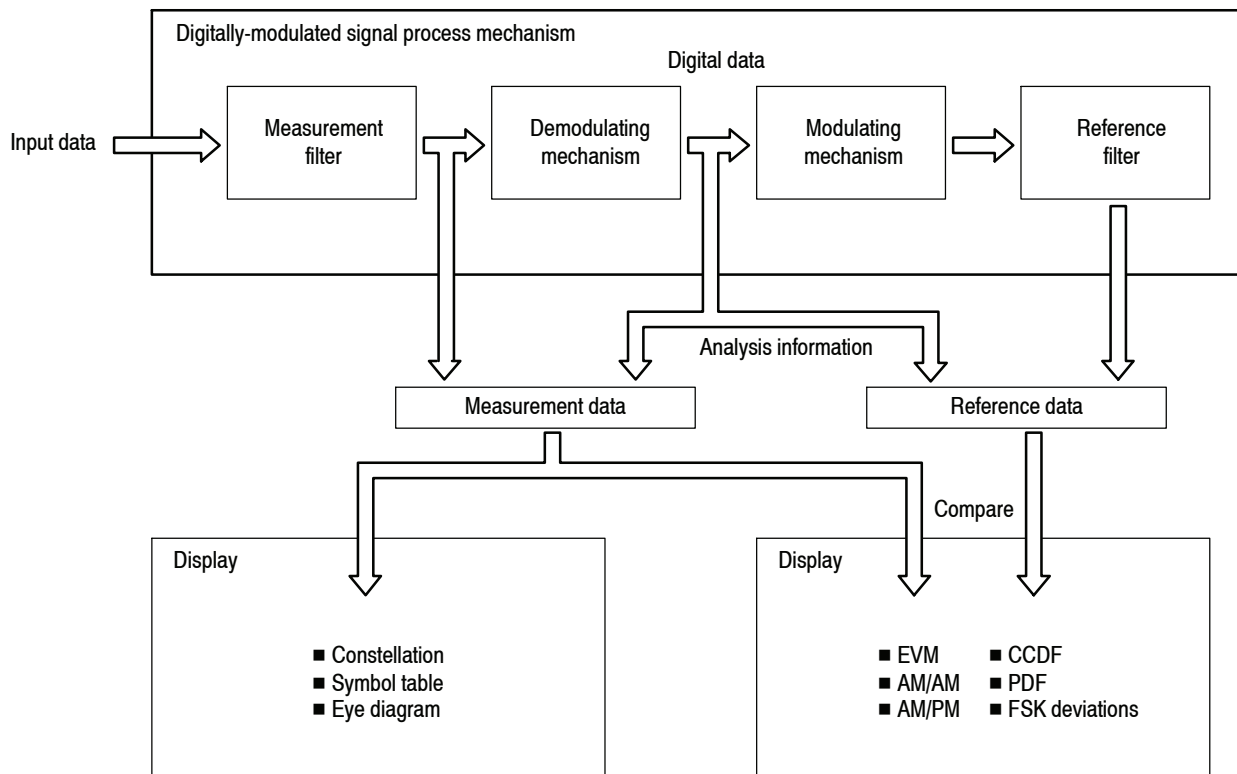 Digitally-modulated signal process mechanism
Digital data
Input data
Measurement
filter
Demodulating
mechanism
Modulating
mechanism
Reference
filter
Analysis information
Measurement data
Reference data
Compare
Display
■ Constellation
■ Symbol table
■ Eye diagram
Display
■ EVM
■ AM/AM
■ AM/PM
■ CCDF
■ PDF
■ FSK deviations